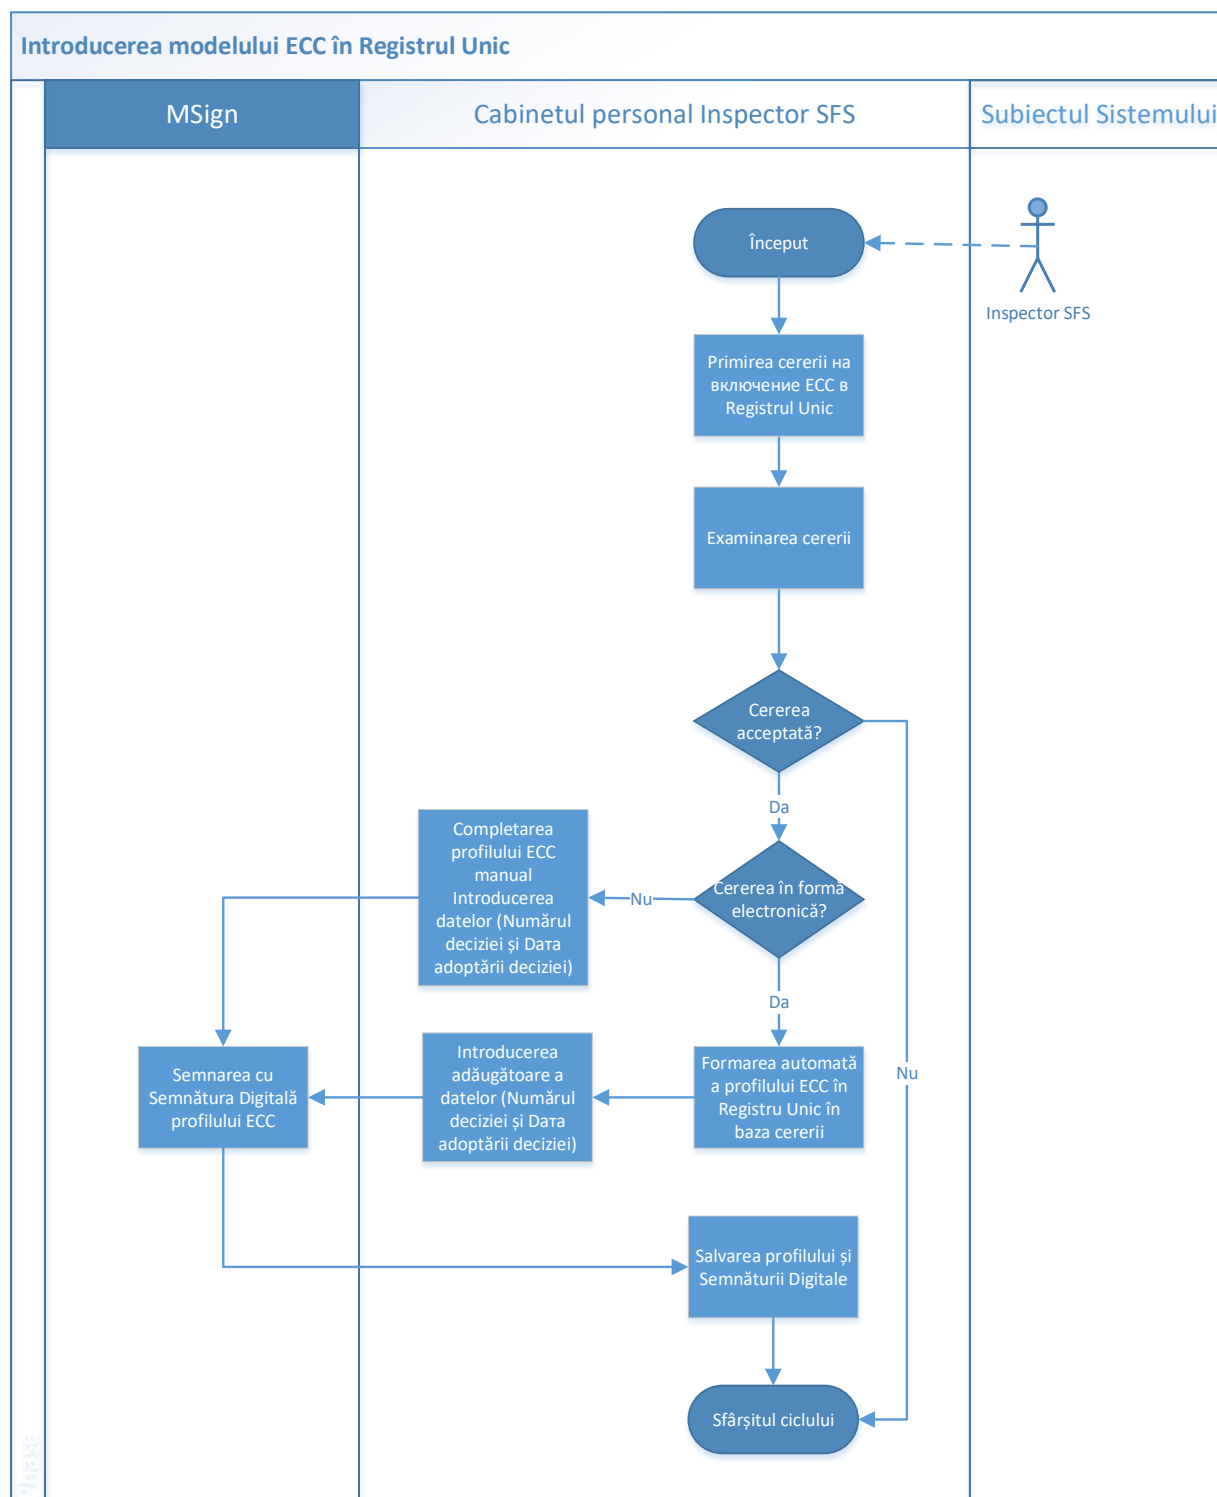 Introducerea modelului ECC în Registrul Unic
MSign
Cabinetul personal Inspector SFS
Subiectul Sistemului
Început
Inspector SFS
Primirea cererii на
включение ECC в
Registrul Unic
Examinarea cererii
Cererea
acceptată?
Da
Completarea
profilului ECC
manual
Introducerea
datelor (Numărul
deciziei și Dата
adoptării deciziei)
Nu
Cererea în formă
electronică?
Da
Semnarea cu
Semnătura Digitală
profilului ECC
Introducerea
adăugătoare a
datelor (Numărul
deciziei și Dата
adoptării deciziei)
Formarea automată
a profilului ECC în
Registru Unic în
baza cererii
Nu
Salvarea profilului și
Semnăturii Digitale
Sfârșitul ciclului
Phase